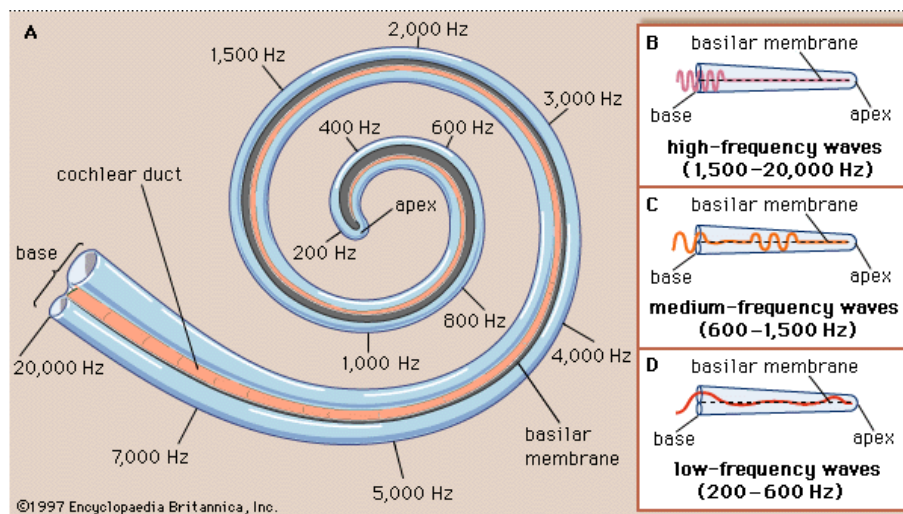 A
2,000 Hz
1,500 Hz
3,000 Hz
400 Hz
600 Hz
cochlear duct
apex
200 Hz
base
800 Hz
1,000 Hz
4,000 Hz
20,000 Hz
7,000 Hz
basilar
membrane
5,000 Hz
©1997 Encyclopaedia Britannica, Inc.
B
basilar membrane
base
apex
high-frequency waves
(1,500–20,000 Hz)
C
basilar membrane
base
apex
medium-frequency waves
(600–1,500 Hz)
D
basilar membrane
base
apex
low-frequency waves
(200–600 Hz)